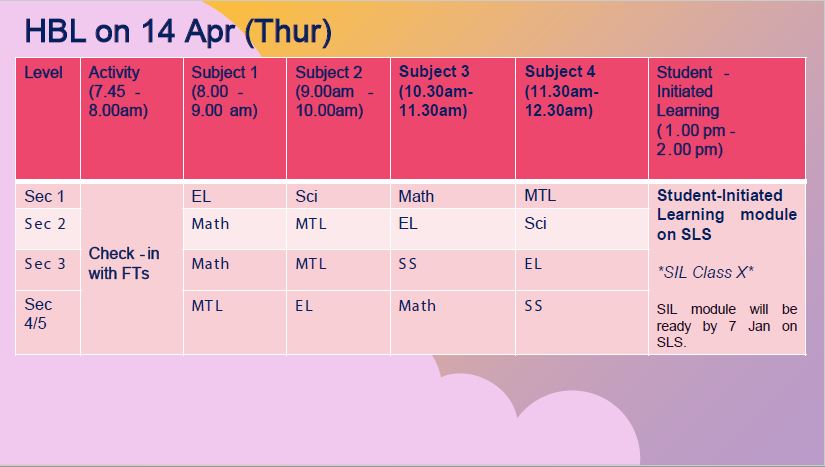 HBL on 14 Apr (Thur)
Level
Activity
(7.45 -
8.00am)
Subject 1
(8.00 -
9.00 am)
Subject 2
(9.00am -
10.00am)
Subject 3
(10.30am-
11.30am)
Subject 4
(11.30am-
12.30am)
Student -
Initiated
Learning
(1.00 pm -
2.00 pm)
Sec 1
Check -in
with FTs
EL
Sci
Math
MTL
Student-Initiated
Learning module
on SLS
*SIL Class X*
SIL module will be
ready by 7 Jan on
SLS.
Sec 2
Math
MTL
EL
Sci
Sec 3
Math
MTL
SS
EL
Sec
4/5
MTL
EL
Math
SS